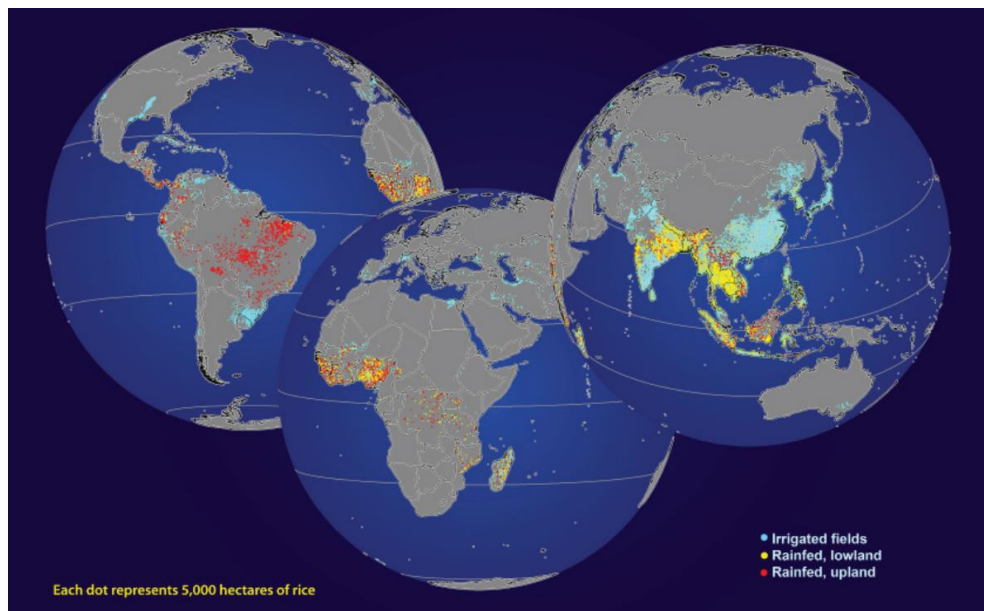 Irrigated fields
Rainfed, lowland
Rainfed, upland
Each dot represents 5,000 hectares of rice